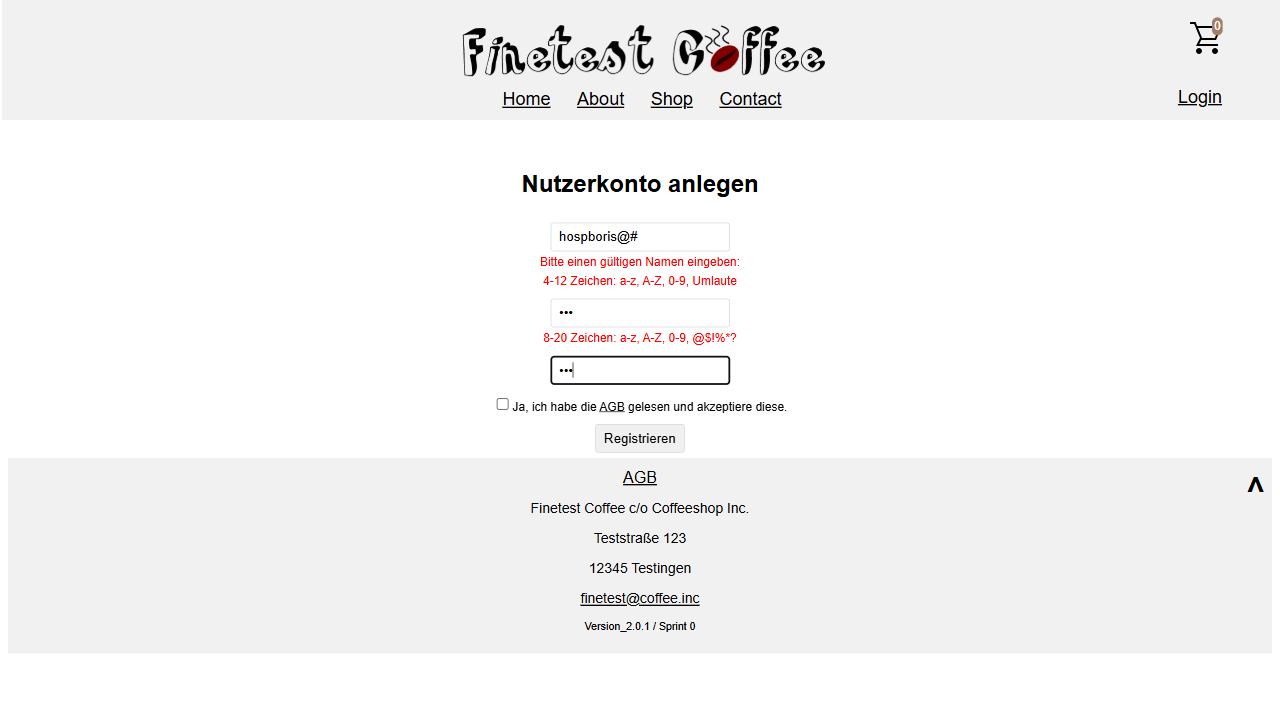 Finetest Coffee
0
Home About Shop Contact
Login
Nutzerkonto anlegen
hospboris@#
Bitte einen gültigen Namen eingeben:
4-12 Zeichen: a-z, A-Z, 0-9, Umlaute
•••
8-20 Zeichen: a-z, A-Z, 0-9, @$!%*?
•••
Ja, ich habe die AGB gelesen und akzeptiere diese.
Registrieren
AGB
^
Finetest Coffee c/o Coffeeshop Inc.
Teststraße 123
12345 Testingen
finetest@coffee.inc
Version_2.0.1 / Sprint 0